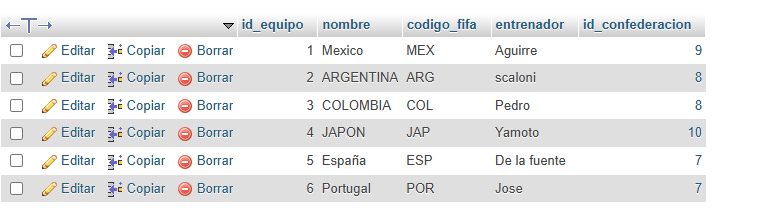 id_equipo nombre codigo_fifa entrenador id_confederacion
Editar Copiar Borrar 1 Mexico MEX Aguirre 9
Editar Copiar Borrar 2 ARGENTINA ARG scaloni 8
Editar Copiar Borrar 3 COLOMBIA COL Pedro 8
Editar Copiar Borrar 4 JAPON JAP Yamoto 10
Editar Copiar Borrar 5 España ESP De la fuente 7
Editar Copiar Borrar 6 Portugal POR Jose 7